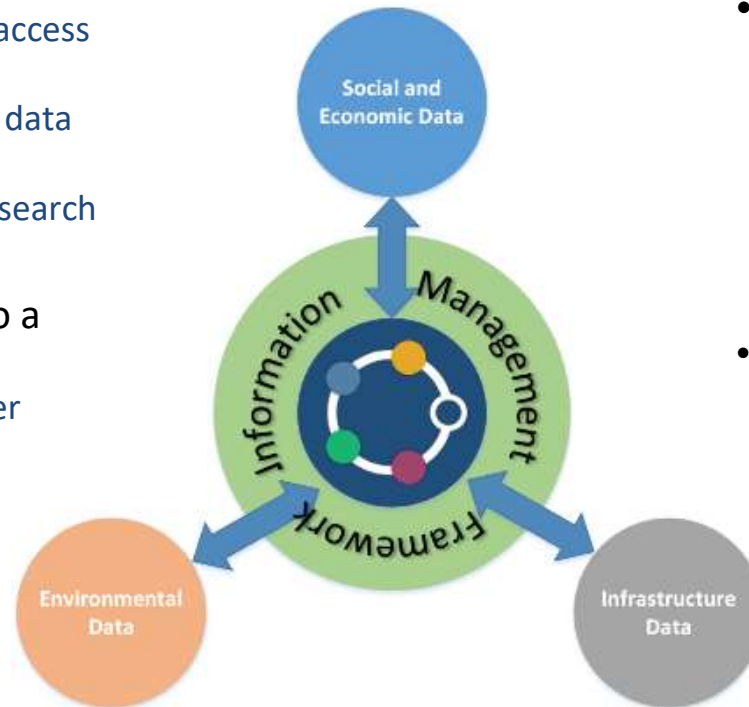 access
data
search
o a
er
•
•
Social and
Economic Data
Information
Management
Framework
Environmental
Data
Infrastructure
Data